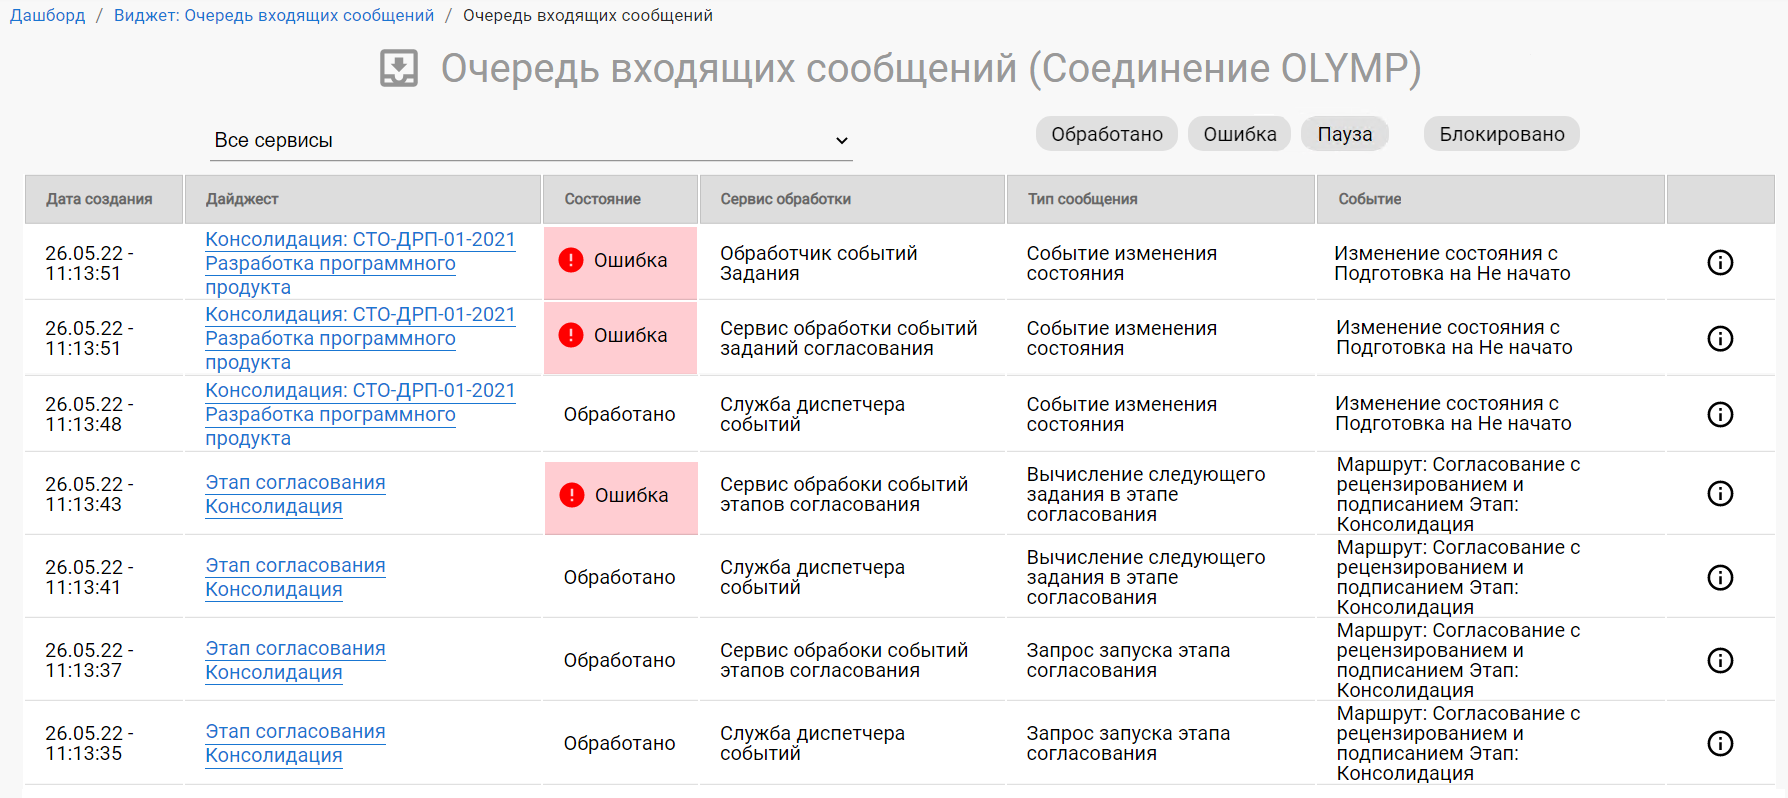 Дашборд / Виджет: Очередь входящих сообщений / Очередь входящих сообщений
Очередь входящих сообщений (Соединение OLYMP)
Все сервисы
Обработано Ошибка Пауза Блокировано
Дата создания Дайджест Состояние Сервис обработки Тип сообщения Событие
26.05.22 -
11:13:51
Консолидация: СТО-ДРП-01-2021
Разработка программного
продукта
Ошибка
Обработчик событий
Задания
Событие изменения
состояния
Изменение состояния с
Подготовка на Не начато
26.05.22 -
11:13:51
Консолидация: СТО-ДРП-01-2021
Разработка программного
продукта
Ошибка
Сервис обработки событий
заданий согласования
Событие изменения
состояния
Изменение состояния с
Подготовка на Не начато
26.05.22 -
11:13:48
Консолидация: СТО-ДРП-01-2021
Разработка программного
продукта
Обработано
Служба диспетчера
событий
Событие изменения
состояния
Изменение состояния с
Подготовка на Не начато
26.05.22 -
11:13:43
Этап согласования
Консолидация
Ошибка
Сервис обрабоки событий
этапов согласования
Вычисление следующего
задания в этапе
согласования
Маршрут: Согласование с
рецензированием и
подписанием Этап:
Консолидация
26.05.22 -
11:13:41
Этап согласования
Консолидация
Обработано
Служба диспетчера
событий
Вычисление следующего
задания в этапе
согласования
Маршрут: Согласование с
рецензированием и
подписанием Этап:
Консолидация
26.05.22 -
11:13:37
Этап согласования
Консолидация
Обработано
Сервис обрабоки событий
этапов согласования
Запрос запуска этапа
согласования
Маршрут: Согласование с
рецензированием и
подписанием Этап:
Консолидация
26.05.22 -
11:13:35
Этап согласования
Консолидация
Обработано
Служба диспетчера
событий
Запрос запуска этапа
согласования
Маршрут: Согласование с
рецензированием и
подписанием Этап:
Консолидация